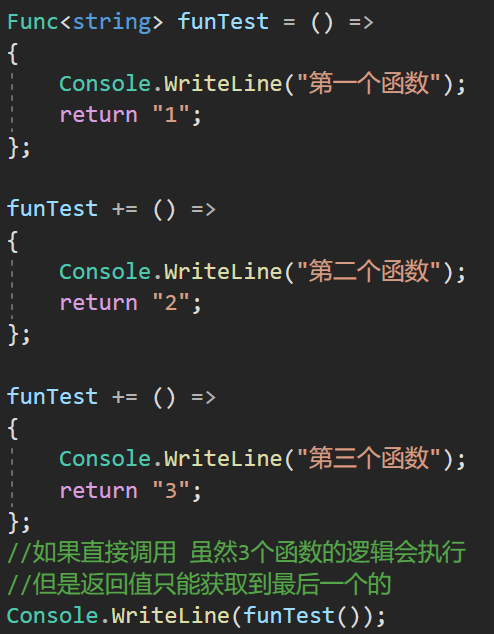 Func<string> funTest = () =>
{
    Console.WriteLine("第一个函数");
    return "1";
};

funTest += () =>
{
    Console.WriteLine("第二个函数");
    return "2";
};

funTest += () =>
{
    Console.WriteLine("第三个函数");
    return "3";
};
//如果直接调用 虽然3个函数的逻辑会执行
//但是返回值只能获取到最后一个的
Console.WriteLine(funTest());